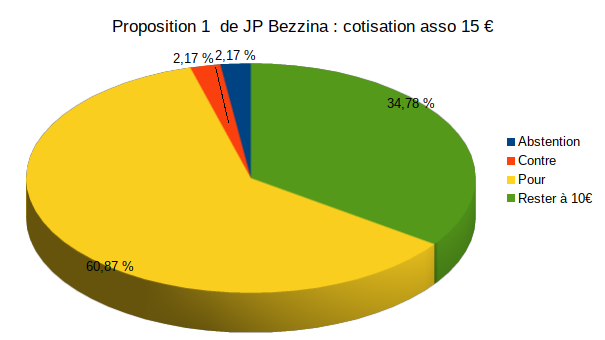 Proposition 1  de JP Bezzina : cotisation asso 15 €
2,17 %
2,17 %
34,78 %
Abstention
Contre
Pour
Rester à 10€
60,87 %